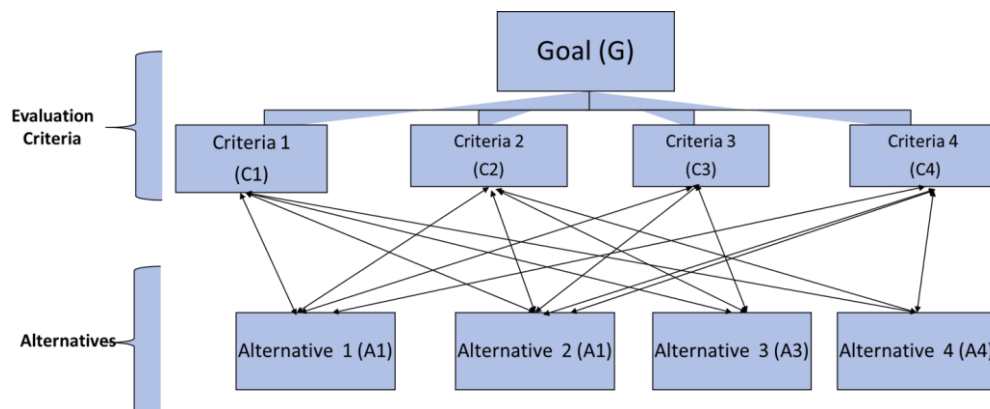 Goal (G)
Evaluation
Criteria
Criteria 1
(C1)
Criteria 2
(C2)
Criteria 3
(C3)
Criteria 4
(C4)
Alternatives
Alternative 1 (A1)
Alternative 2 (A1)
Alternative 3 (A3)
Alternative 4 (A4)